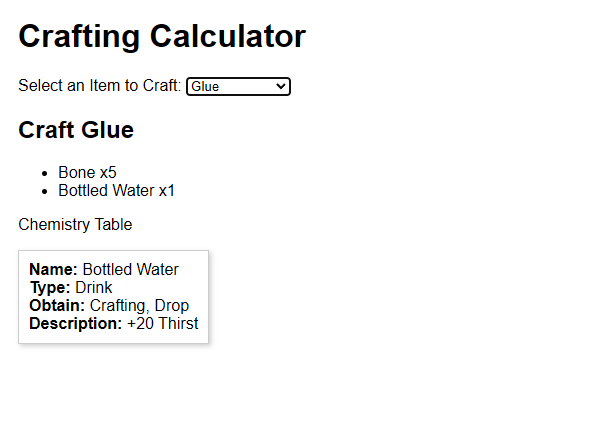 Crafting Calculator
Select an Item to Craft: Glue
Craft Glue
Bone x5
Bottled Water x1
Chemistry Table
Name: Bottled Water
Type: Drink
Obtain: Crafting, Drop
Description: +20 Thirst